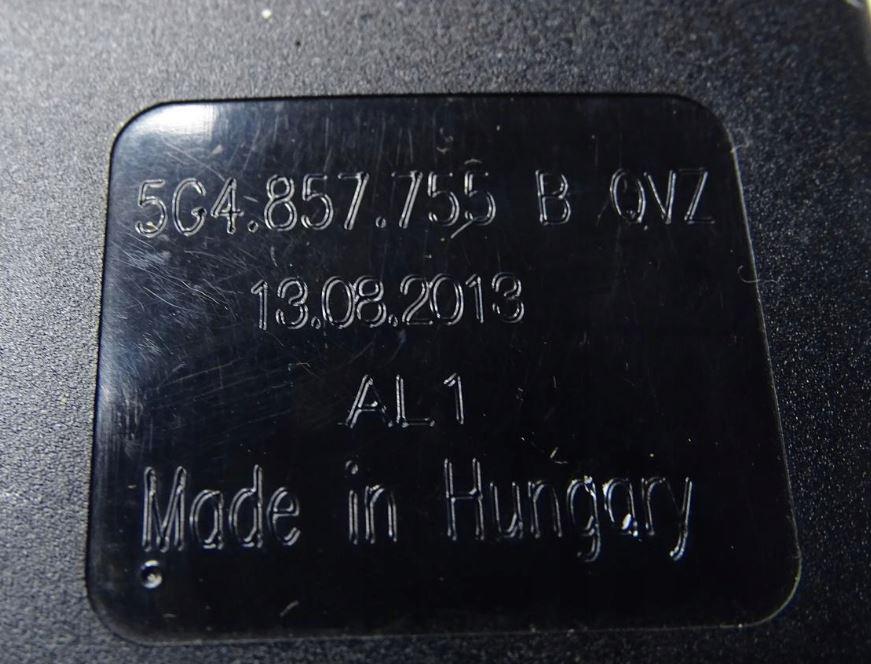 5G4.857.755 B QVZ
13.08.2013
AL1
Made in Hungary